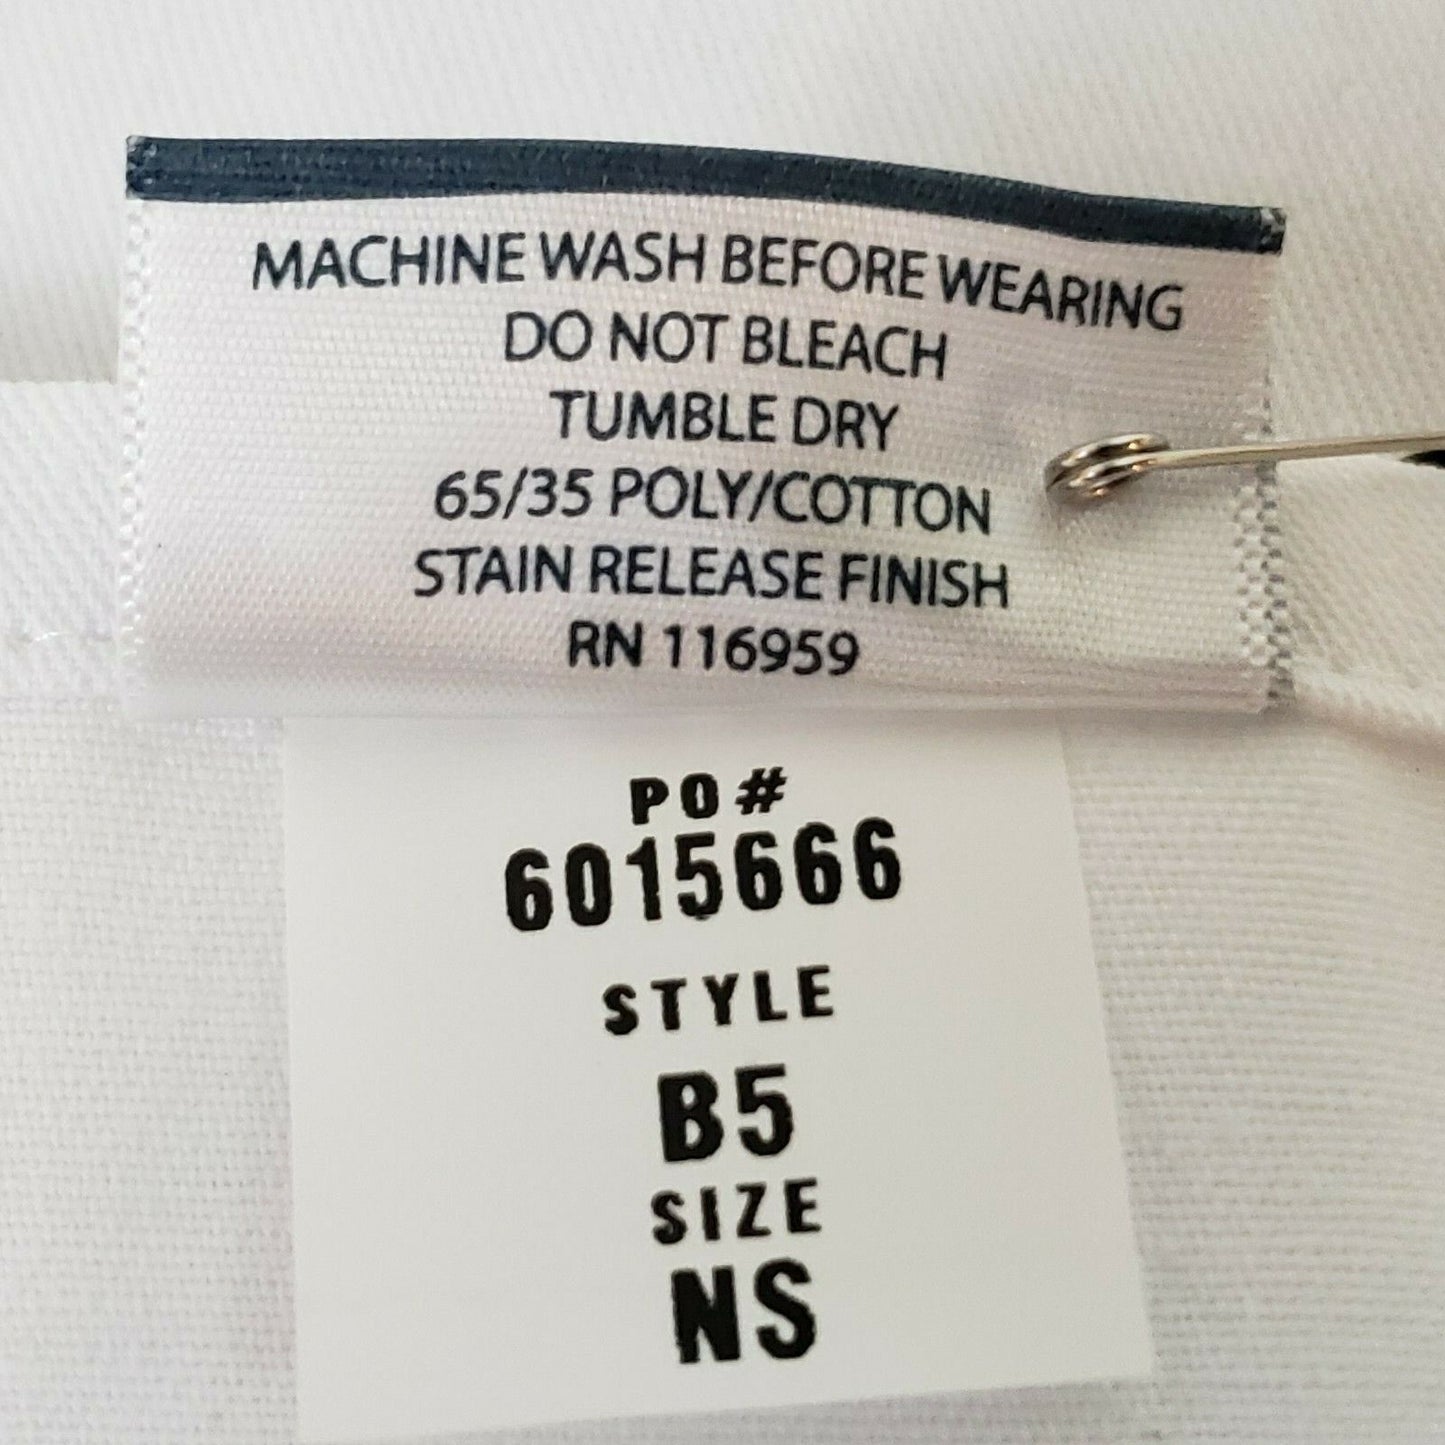 MACHINE WASH BEFORE WEARING
DO NOT BLEACH
TUMBLE DRY
65/35 POLY/COTTON
STAIN RELEASE FINISH
RN 116959
PO#
6015666
STYLE
B5
SIZE
NS